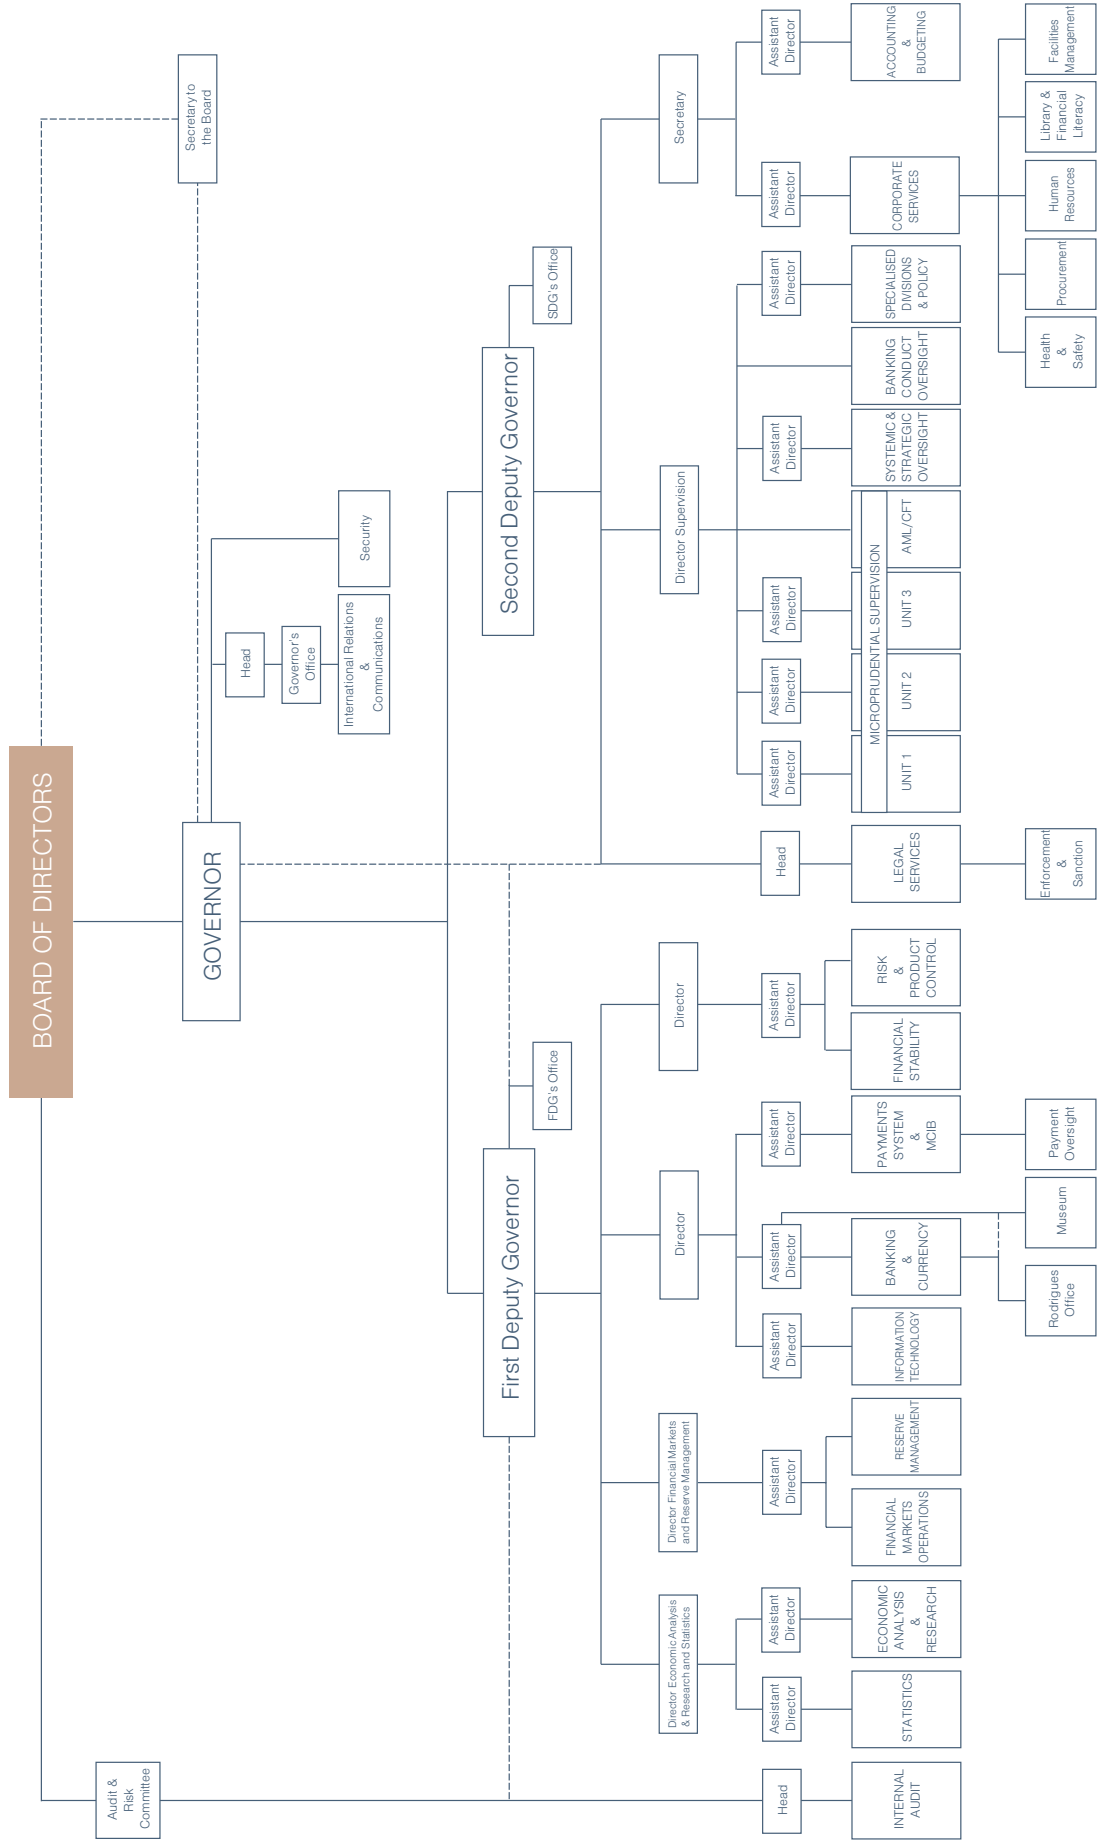 BOARD OF DIRECTORS
Audit &
Risk
Committee
Secretary to
the Board
GOVERNOR
Head
Governor's
Office
International Relations
&
Communications
Security
First Deputy Governor
FDG's Office
Second Deputy Governor
SDG's Office
Director Economic Analysis
& Research and Statistics
Director Financial Markets
and Reserve Management
Director
Director
Director Supervision
Secretary
Head
Assistant
Director
Assistant
Director
Assistant
Director
Assistant
Director
Assistant
Director
Assistant
Director
Assistant
Director
Head
Assistant
Director
Assistant
Director
Assistant
Director
Assistant
Director
Assistant
Director
Assistant
Director
Assistant
Director
INTERNAL
AUDIT
STATISTICS
ECONOMIC
ANALYSIS
&
RESEARCH
FINANCIAL
MARKETS
OPERATIONS
RESERVE
MANAGEMENT
INFORMATION
TECHNOLOGY
BANKING
&
CURRENCY
PAYMENTS
SYSTEM
&
MCIB
FINANCIAL
STABILITY
RISK
&
PRODUCT
CONTROL
LEGAL
SERVICES
MICROPRUDENTIAL SUPERVISION
UNIT 1
UNIT 2
UNIT 3
AML/CFT
SYSTEMIC &
STRATEGIC
OVERSIGHT
BANKING
CONDUCT
OVERSIGHT
SPECIALISED
DIVISIONS
& POLICY
CORPORATE
SERVICES
ACCOUNTING
&
BUDGETING
Rodrigues
Office
Museum
Payment
Oversight
Enforcement
&
Sanction
Health
&
Safety
Procurement
Human
Resources
Library &
Financial
Literacy
Facilities
Management